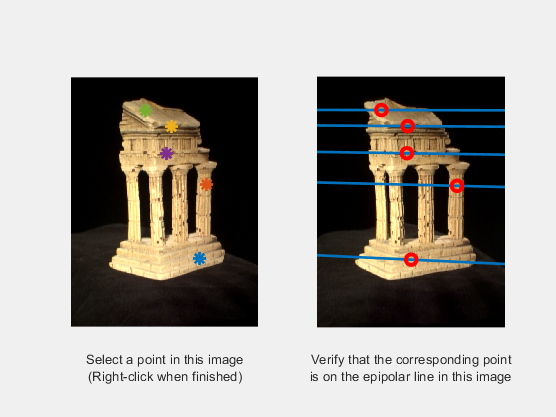 Select a point in this image
(Right-click when finished)
Verify that the corresponding point
is on the epipolar line in this image